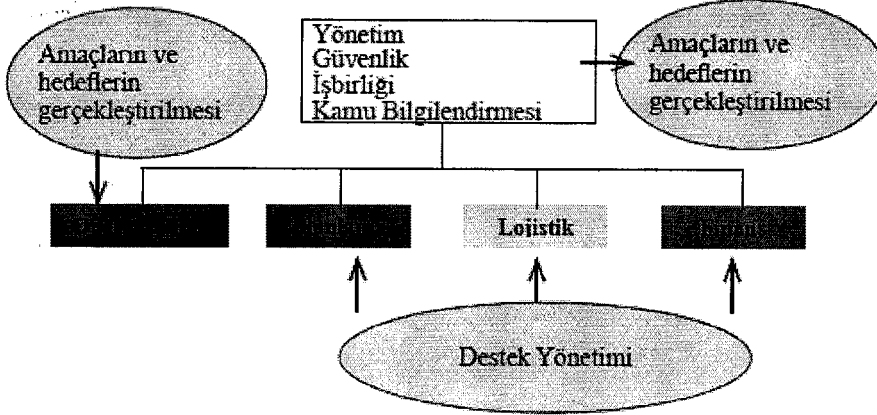 Amaçların ve
hedeflerin
gerçekleştirilmesi
Yönetim
Güvenlik
İşbirliği
Kamu Bilgilendirmesi
Amaçların ve
hedeflerin
gerçekleştirilmesi
Lojistik
Destek Yönetimi